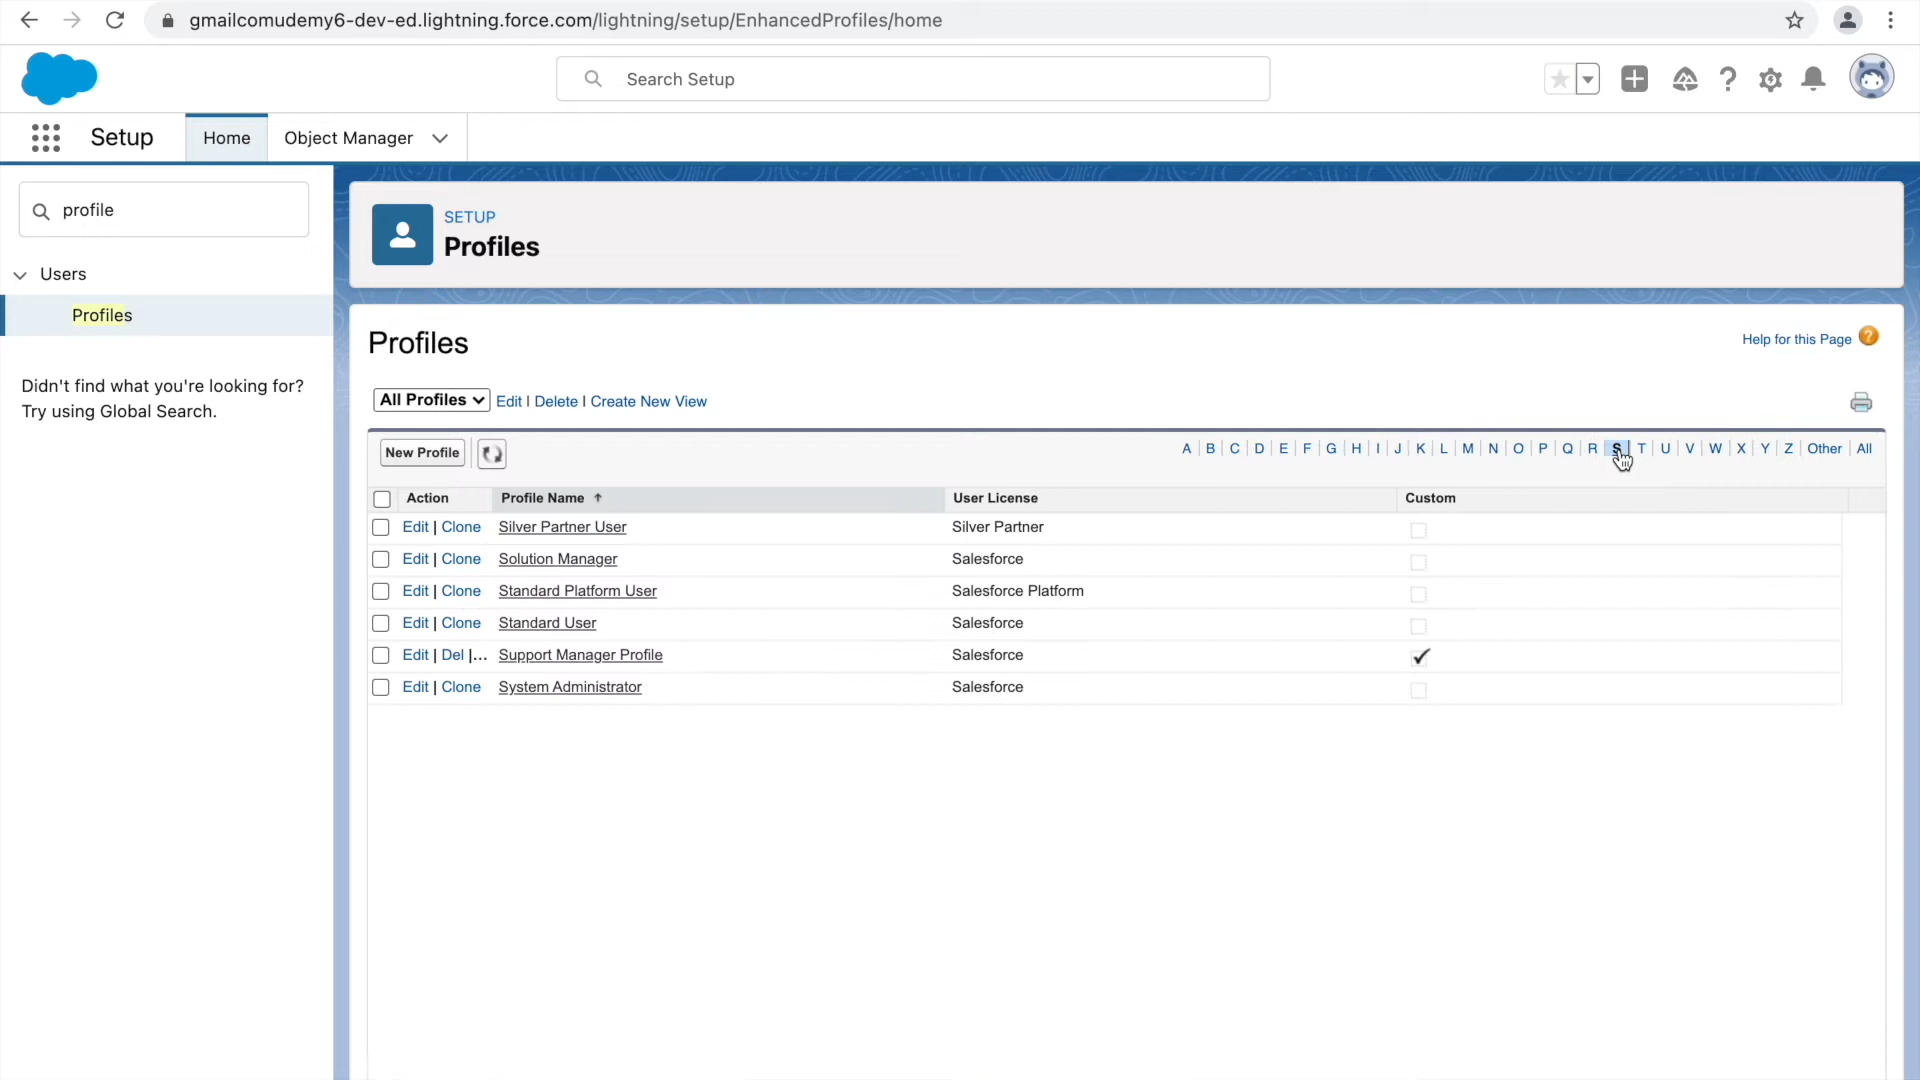 gmailcomudemy6-dev-ed.lightning.force.com/lightning/setup/EnhancedProfiles/home
Search Setup
Setup
Home
Object Manager
profile
Users
Profiles
Didn't find what you're looking for?
Try using Global Search.
SETUP
Profiles
Profiles
Help for this Page ?
All Profiles Edit | Delete | Create New View
New Profile
A | B | C | D | E | F | G | H | I | J | K | L | M | N | O | P | Q | R | S | T | U | V | W | X | Y | Z | Other | All
Action Profile Name ↑ User License Custom
Edit | Clone Silver Partner User Silver Partner
Edit | Clone Solution Manager Salesforce
Edit | Clone Standard Platform User Salesforce Platform
Edit | Clone Standard User Salesforce
Edit | Del |... Support Manager Profile Salesforce ✓
Edit | Clone System Administrator Salesforce